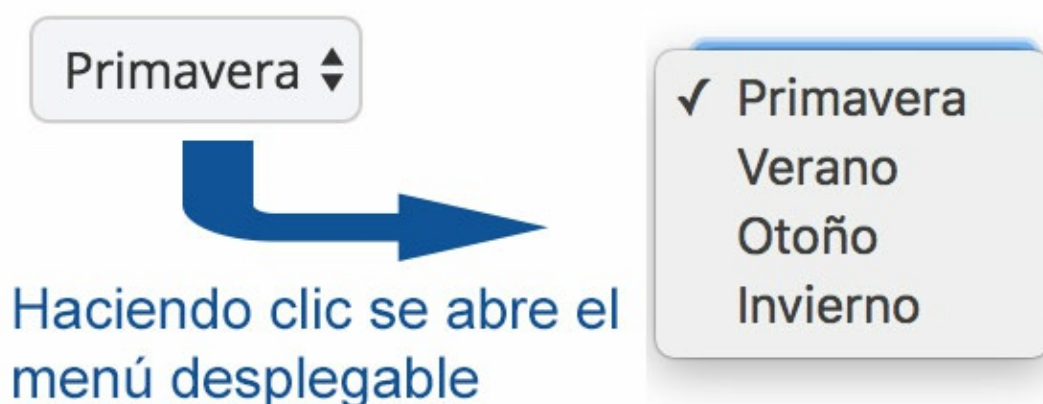 Primavera
Haciendo clic se abre el
menú desplegable
✓ Primavera
Verano
Otoño
Invierno